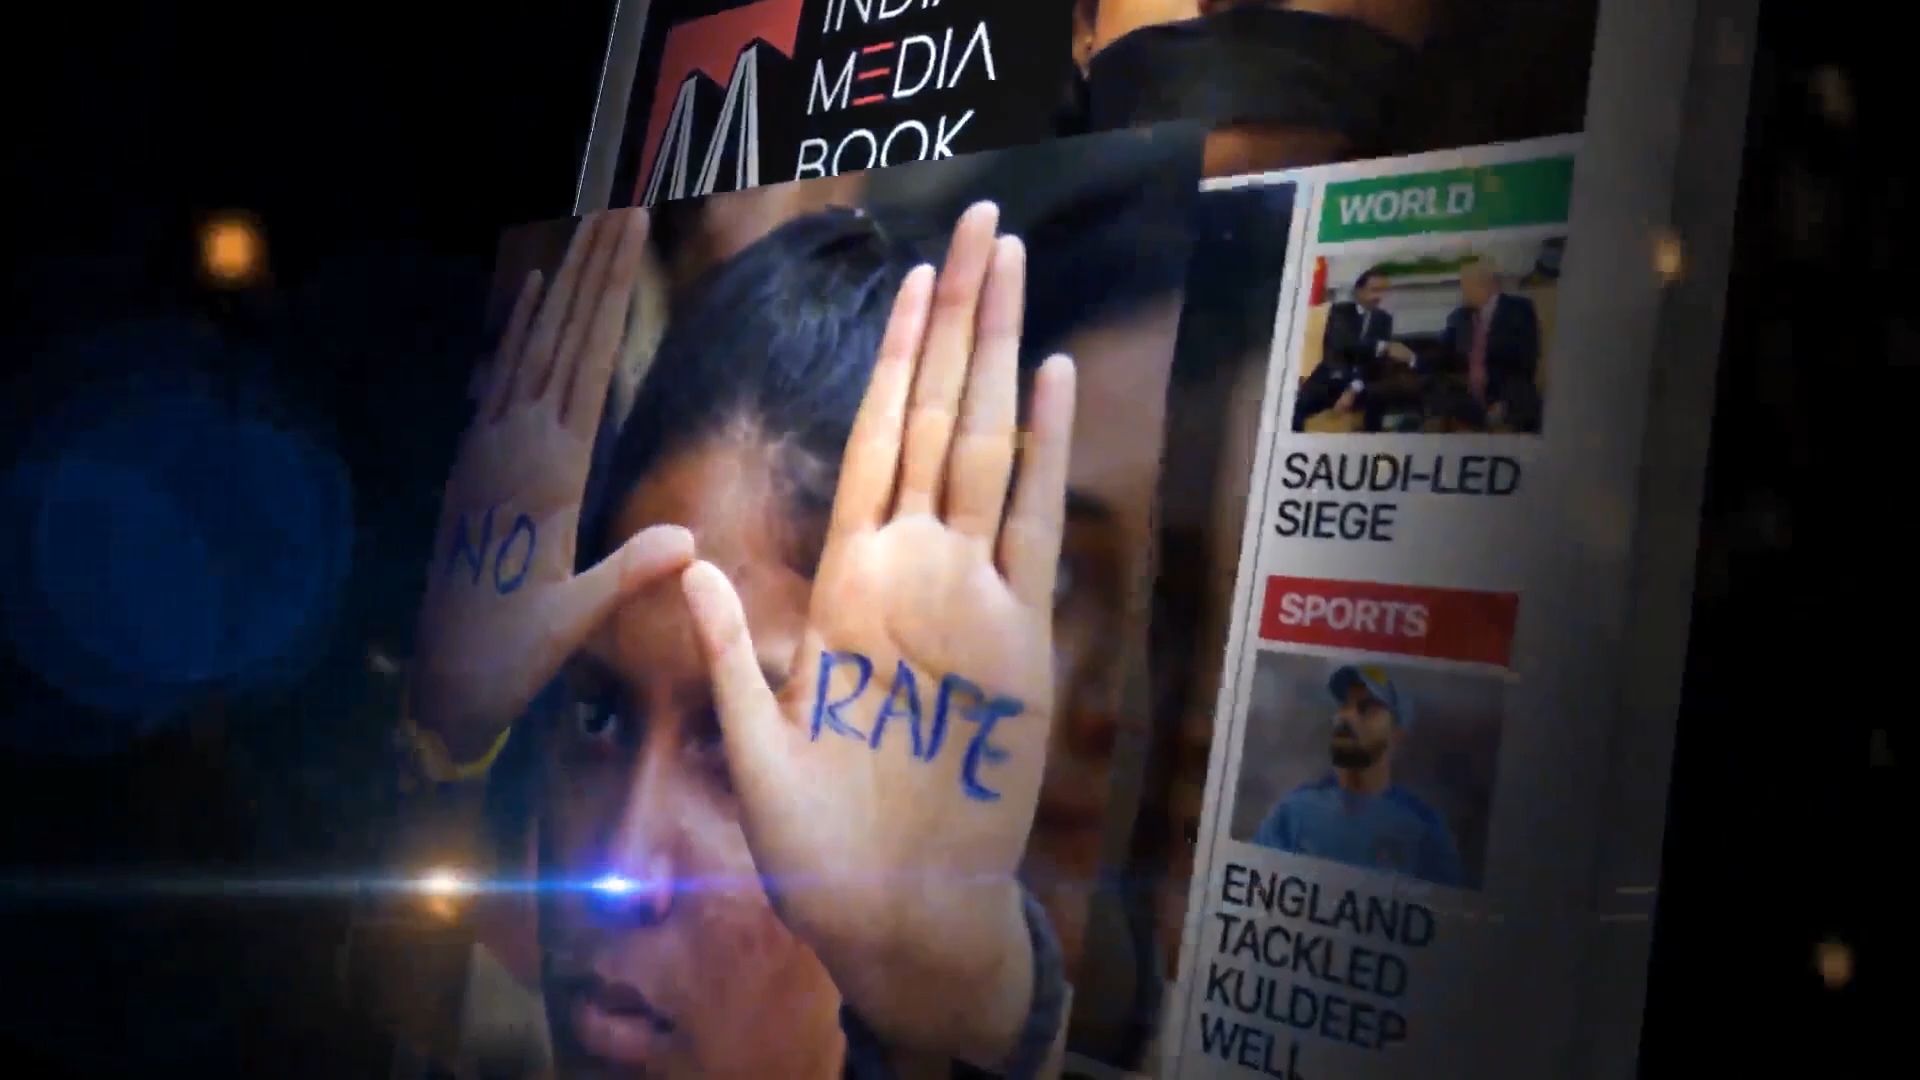 INDIA
MEDIA
BOOK
NO
RAPE
WORLD
SAUDI-LED
SIEGE
SPORTS
ENGLAND
TACKLED
KULDEEP
WELL